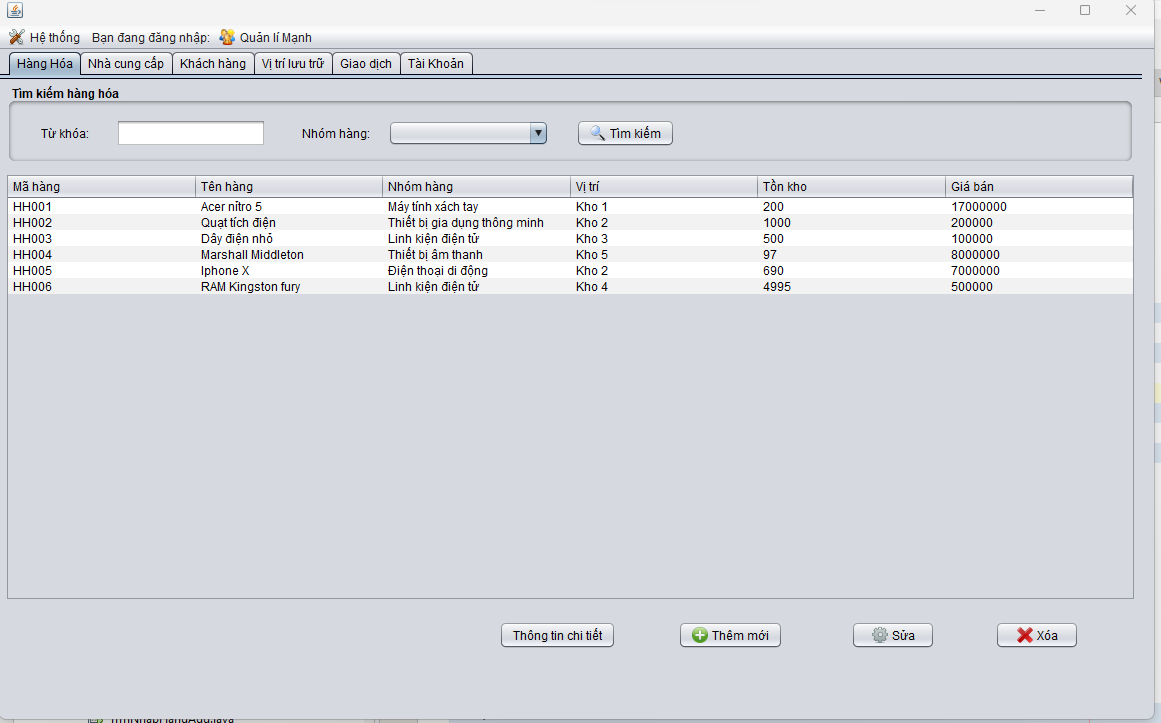 Hệ thống Bạn đang đăng nhập: Quản lí Mạnh
Hàng Hóa Nhà cung cấp Khách hàng Vị trí lưu trữ Giao dịch Tài Khoản
Tìm kiếm hàng hóa
Từ khóa: Nhóm hàng: Tìm kiếm
Mã hàng Tên hàng Nhóm hàng Vị trí Tồn kho Giá bán
HH001 Acer nitro 5 Máy tính xách tay Kho 1 200 17000000
HH002 Quạt tích điện Thiết bị gia dụng thông minh Kho 2 1000 200000
HH003 Dây điện nhỏ Linh kiện điện tử Kho 3 500 100000
HH004 Marshall Middleton Thiết bị âm thanh Kho 5 97 8000000
HH005 Iphone X Điện thoại di động Kho 2 690 7000000
HH006 RAM Kingston fury Linh kiện điện tử Kho 4 4995 500000
Thông tin chi tiết Thêm mới Sửa Xóa